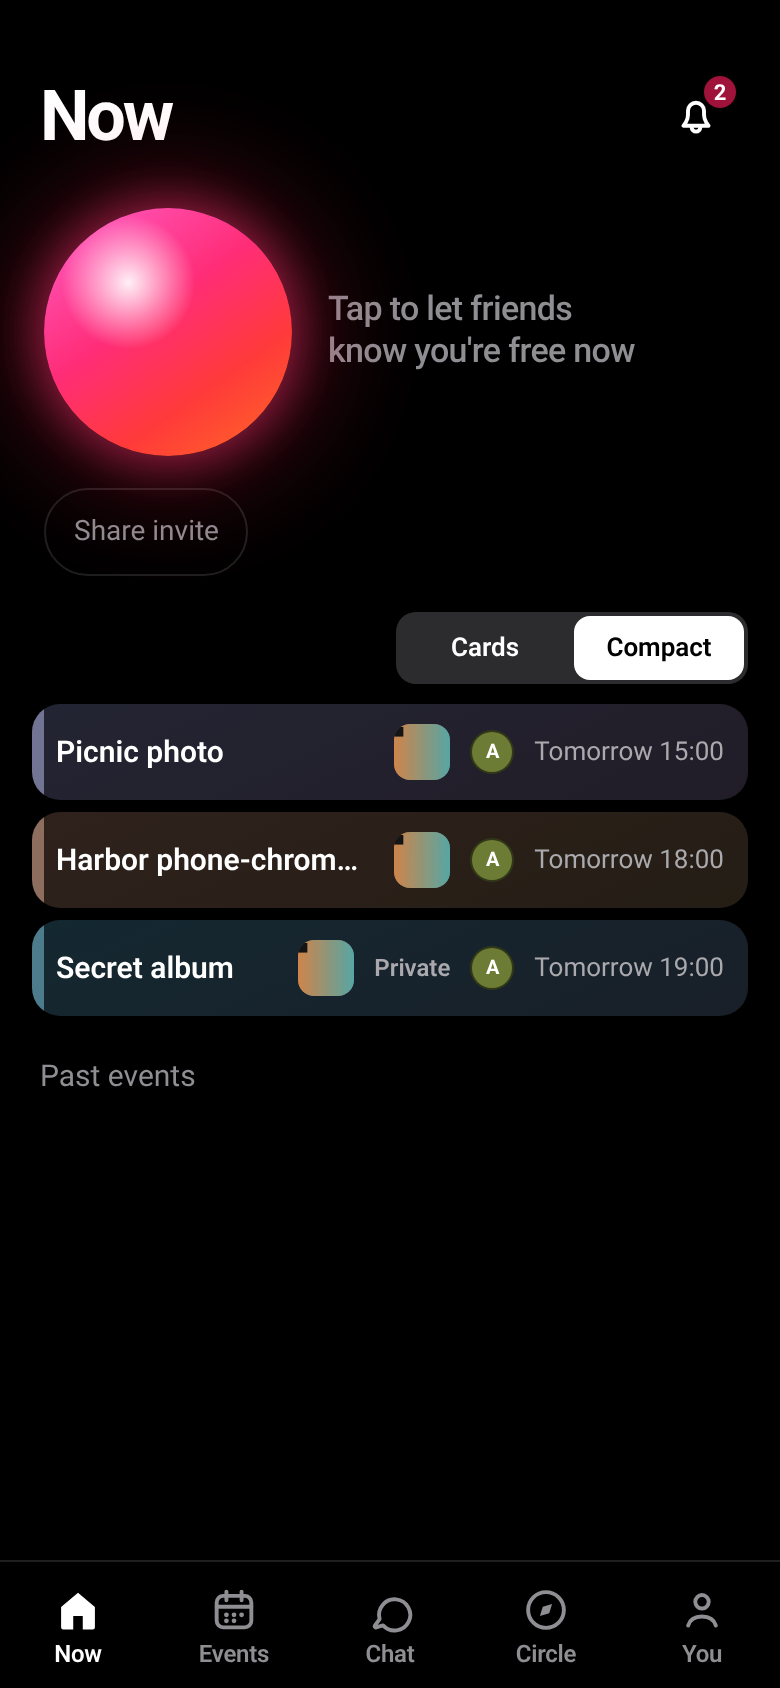 Now
2
Tap to let friends
know you're free now
Share invite
Cards Compact
Picnic photo A Tomorrow 15:00
Harbor phone-chrom... A Tomorrow 18:00
Secret album Private A Tomorrow 19:00
Past events
Now Events Chat Circle You